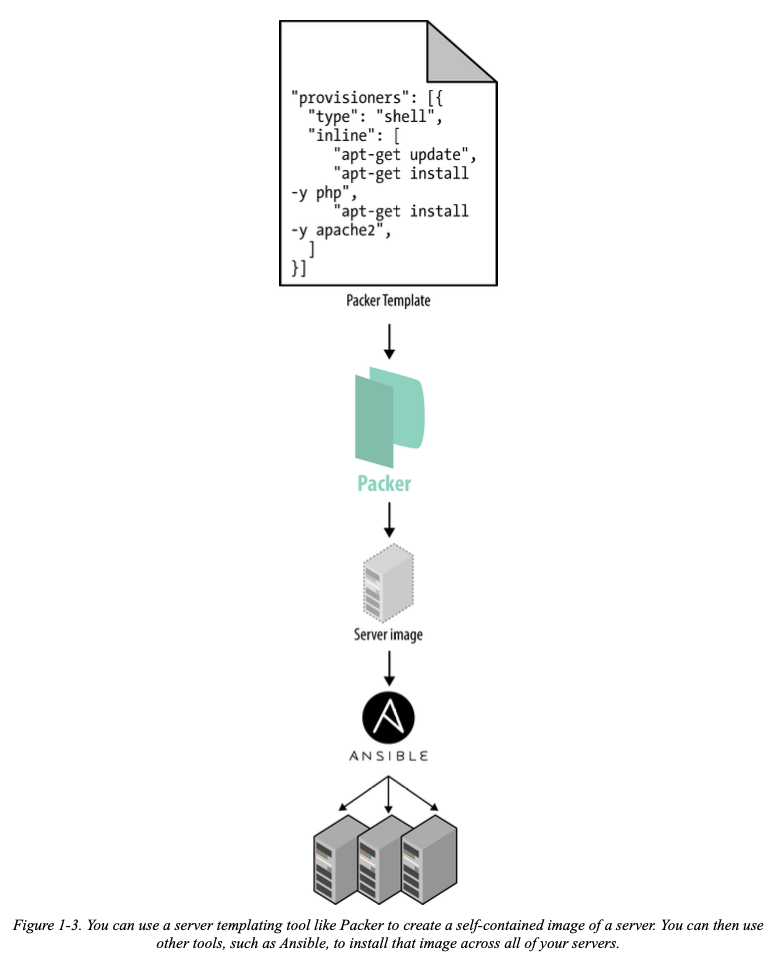 "provisioners": [{
"type": "shell",
"inline": [
"apt-get update",
"apt-get install
-y php",
"apt-get install
-y apache2",
]
}]
Packer Template
Packer
Server image
ANSIBLE
Figure 1-3. You can use a server templating tool like Packer to create a self-contained image of a server. You can then use
other tools, such as Ansible, to install that image across all of your servers.